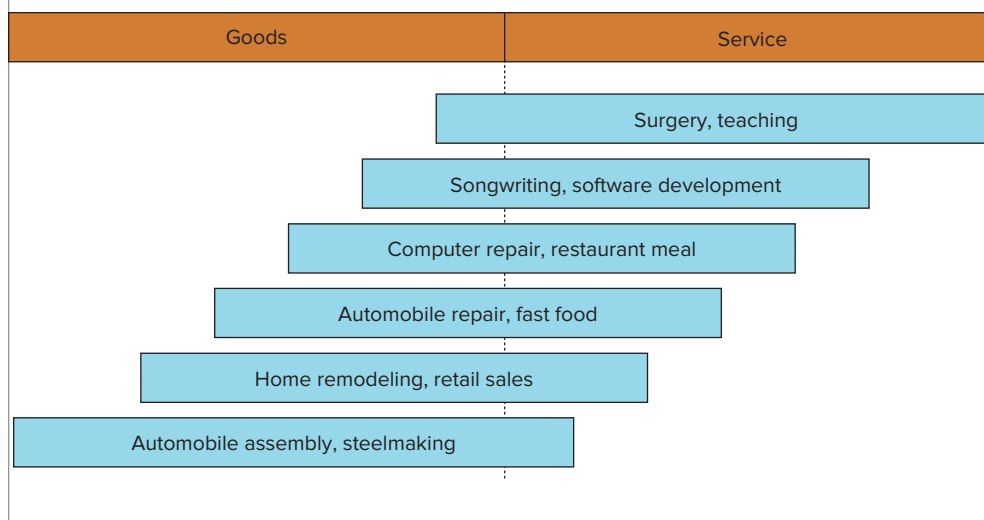 Goods
Service
Surgery, teaching
Songwriting, software development
Computer repair, restaurant meal
Automobile repair, fast food
Home remodeling, retail sales
Automobile assembly, steelmaking